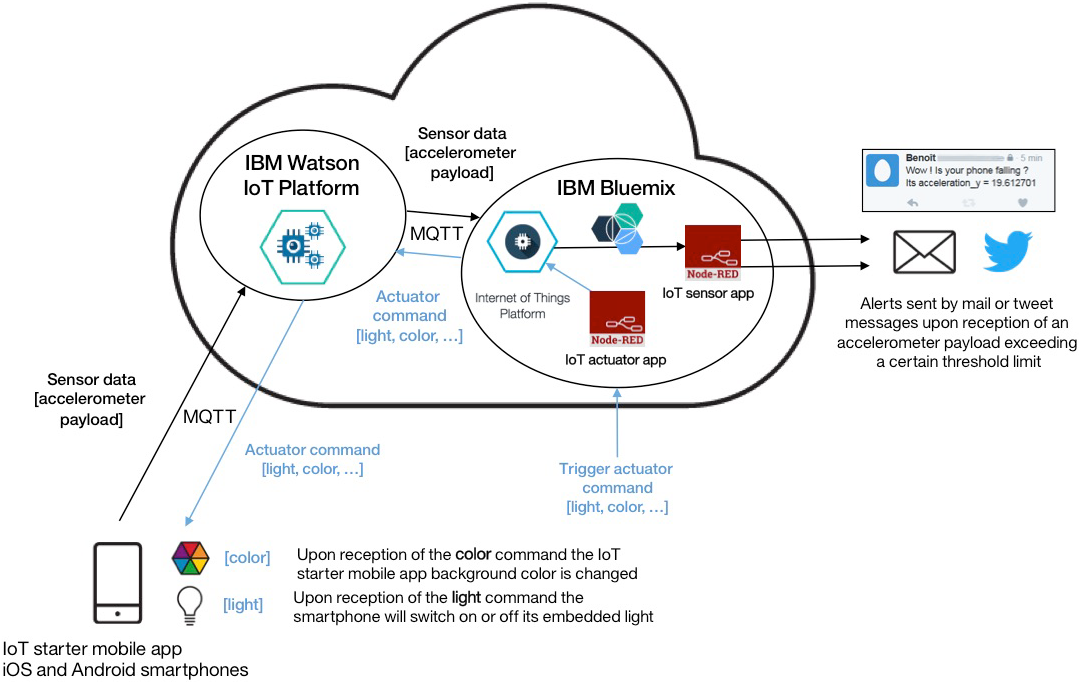 Sensor data
[accelerometer
payload]
IBM Watson
IoT Platform
MQTT
IBM Bluemix
Internet of Things
Platform
Node-RED
IoT sensor app
Node-RED
IoT actuator app
Actuator
command
[light, color, ...]
Benoit
· 5 min
Wow ! Is your phone falling ?
Its acceleration_y = 19.612701
Alerts sent by mail or tweet
messages upon reception of an
accelerometer payload exceeding
a certain threshold limit
Sensor data
[accelerometer
payload]
MQTT
Actuator command
[light, color, ...]
Trigger actuator
command
[light, color, ...]
[color]
Upon reception of the color command the IoT
starter mobile app background color is changed
[light]
Upon reception of the light command the
smartphone will switch on or off its embedded light
IoT starter mobile app
iOS and Android smartphones